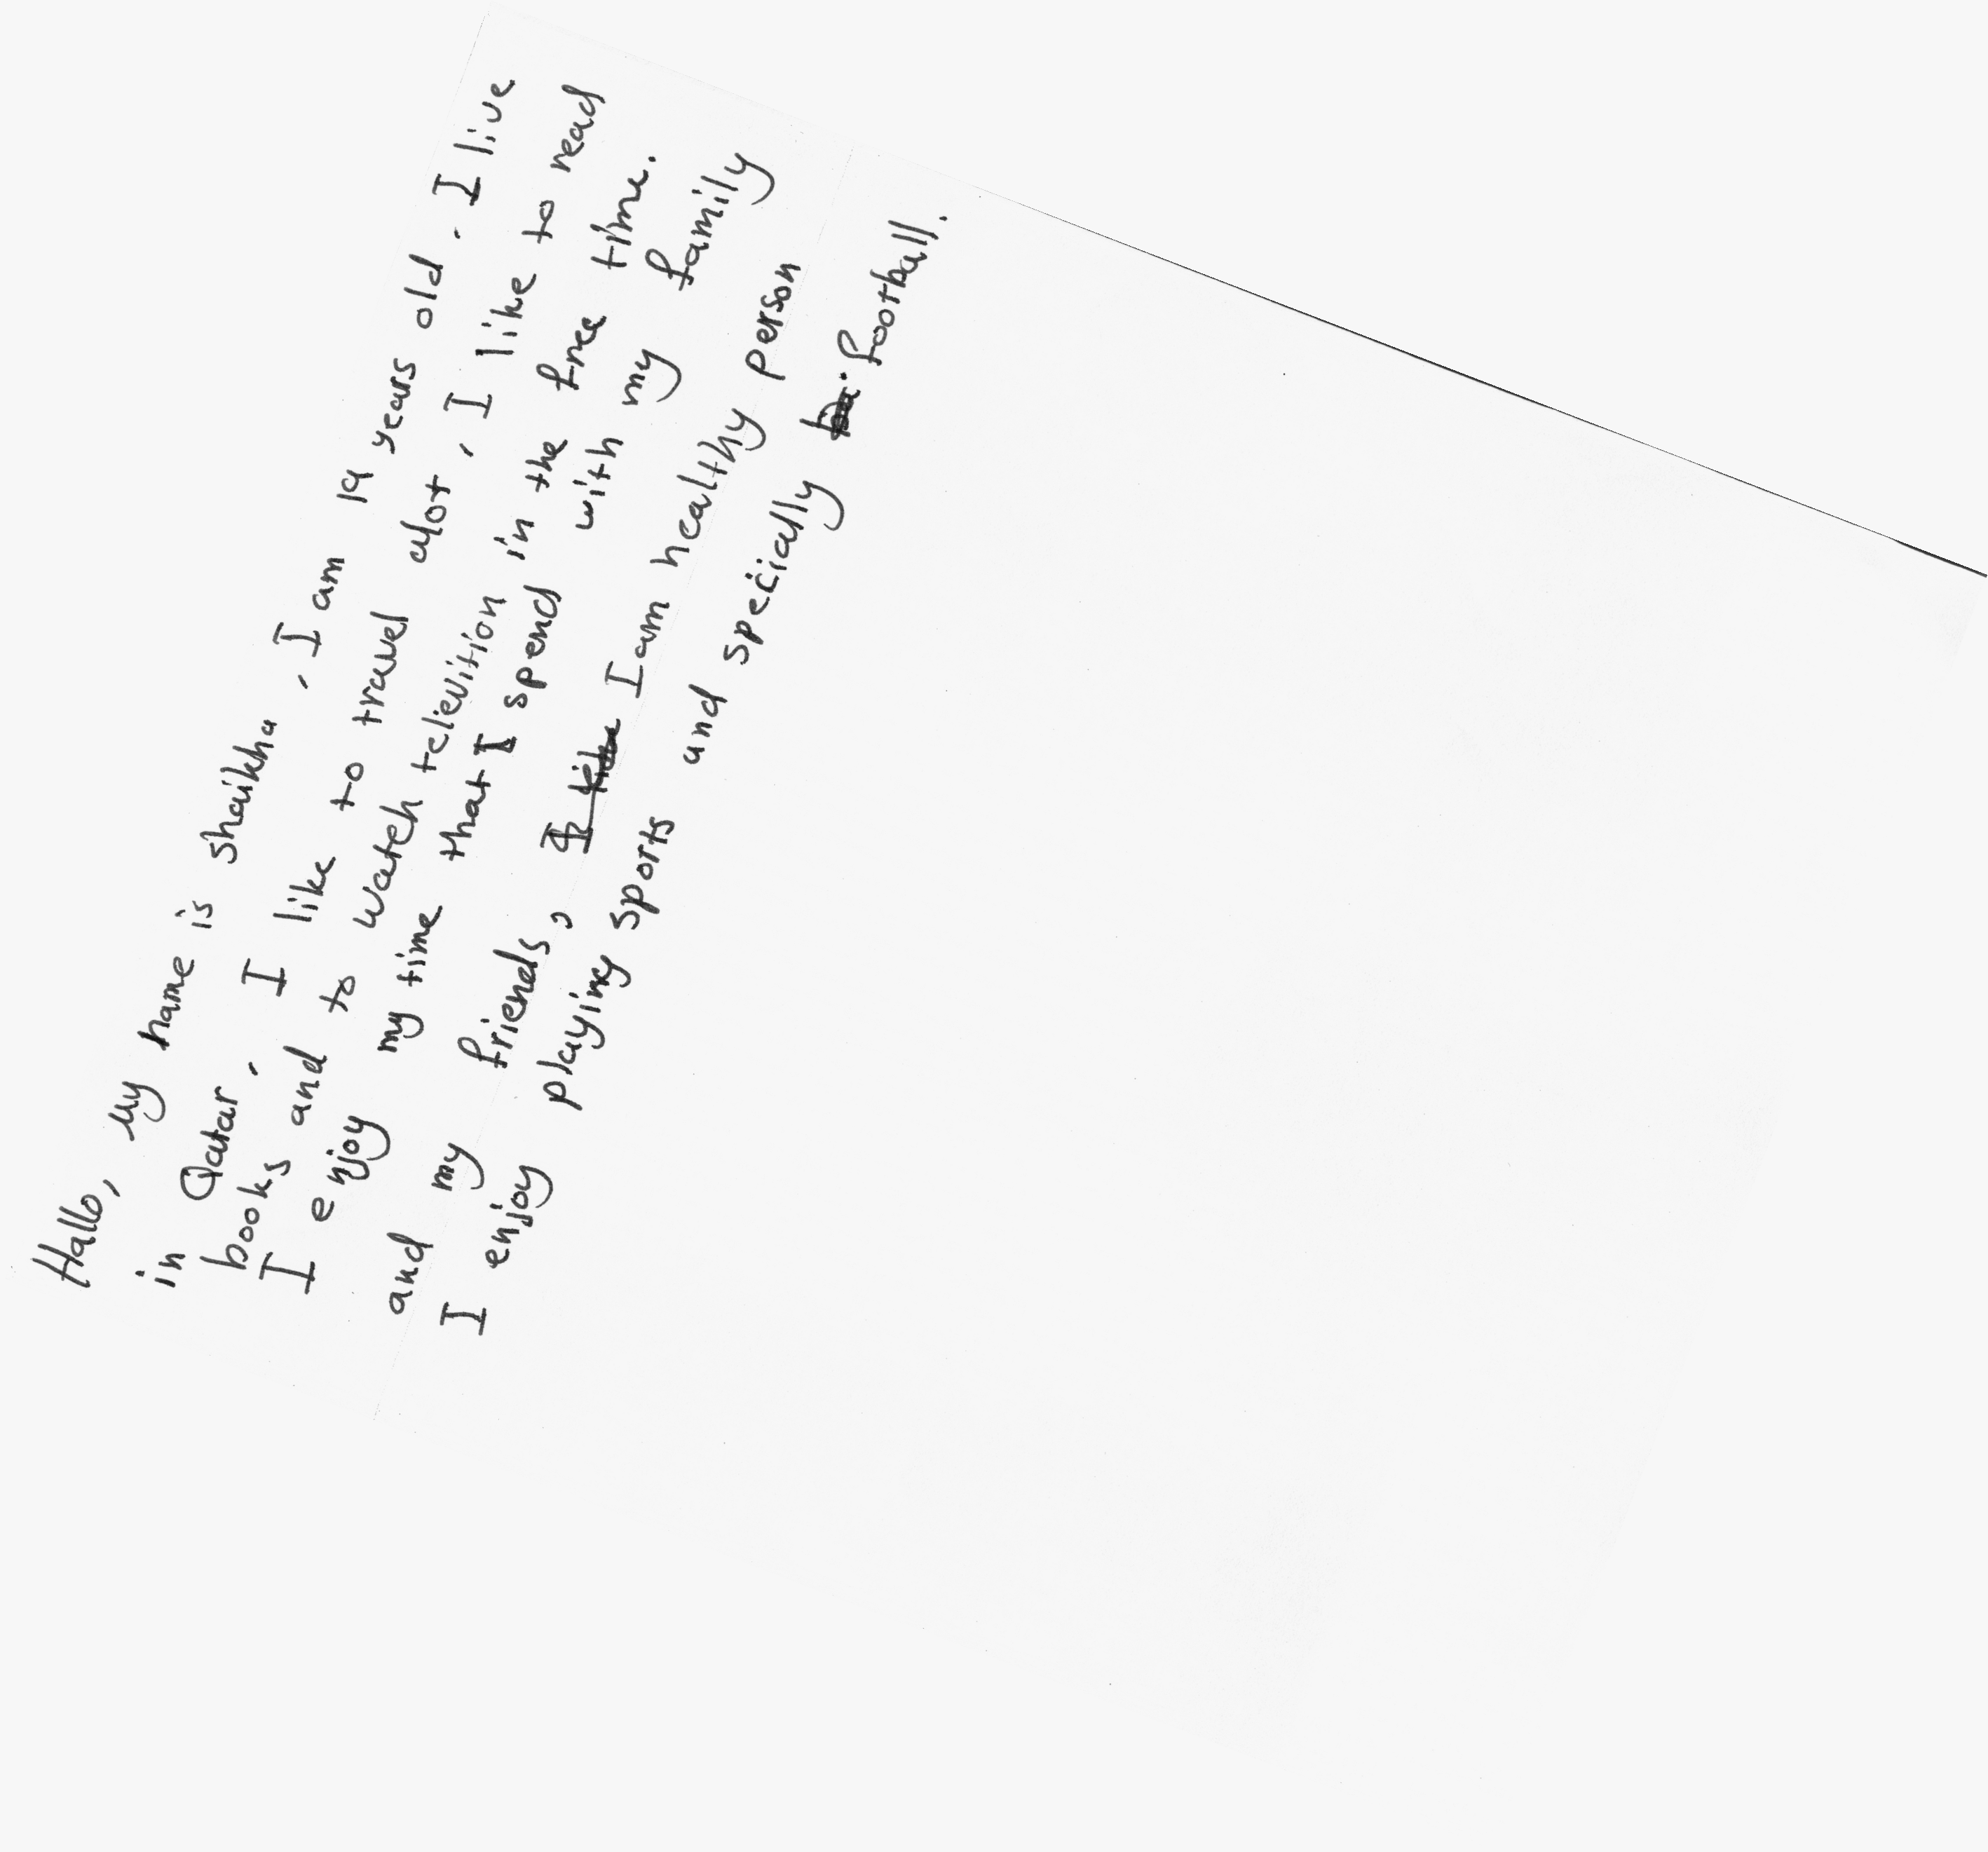 Hallo, my name is shaikha, I am 19 years old, I live
in Qatar, I like to travel alot, I like to read
books and to watch telievition in the free time.
I enjoy my time that I spend with my family
and my friends, I like I am healthy person
I enjoy playing sports and specially football.